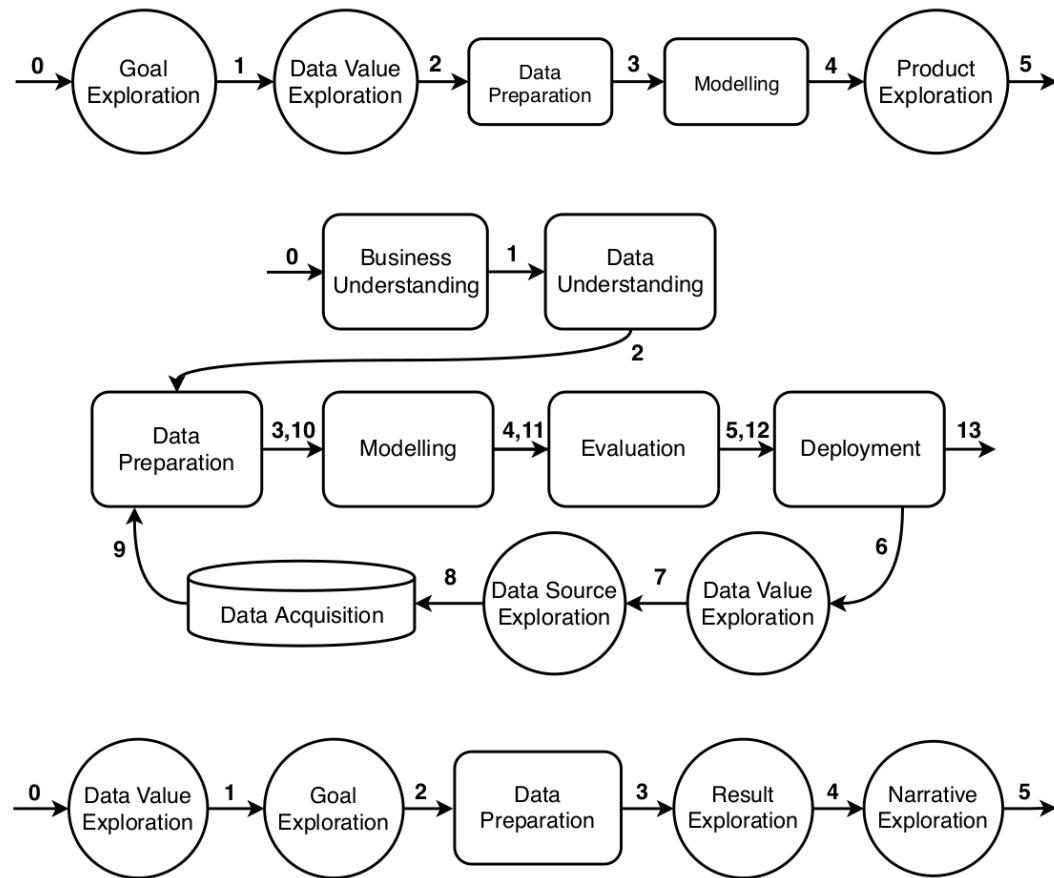 0
Goal
Exploration
1
Data Value
Exploration
2
Data
Preparation
3
Modelling
4
Product
Exploration
5
0
Business
Understanding
1
Data
Understanding
2
Data
Preparation
3,10
Modelling
4,11
Evaluation
5,12
Deployment
13
6
Data Value
Exploration
7
Data Source
Exploration
8
Data Acquisition
9
0
Data Value
Exploration
1
Goal
Exploration
2
Data
Preparation
3
Result
Exploration
4
Narrative
Exploration
5